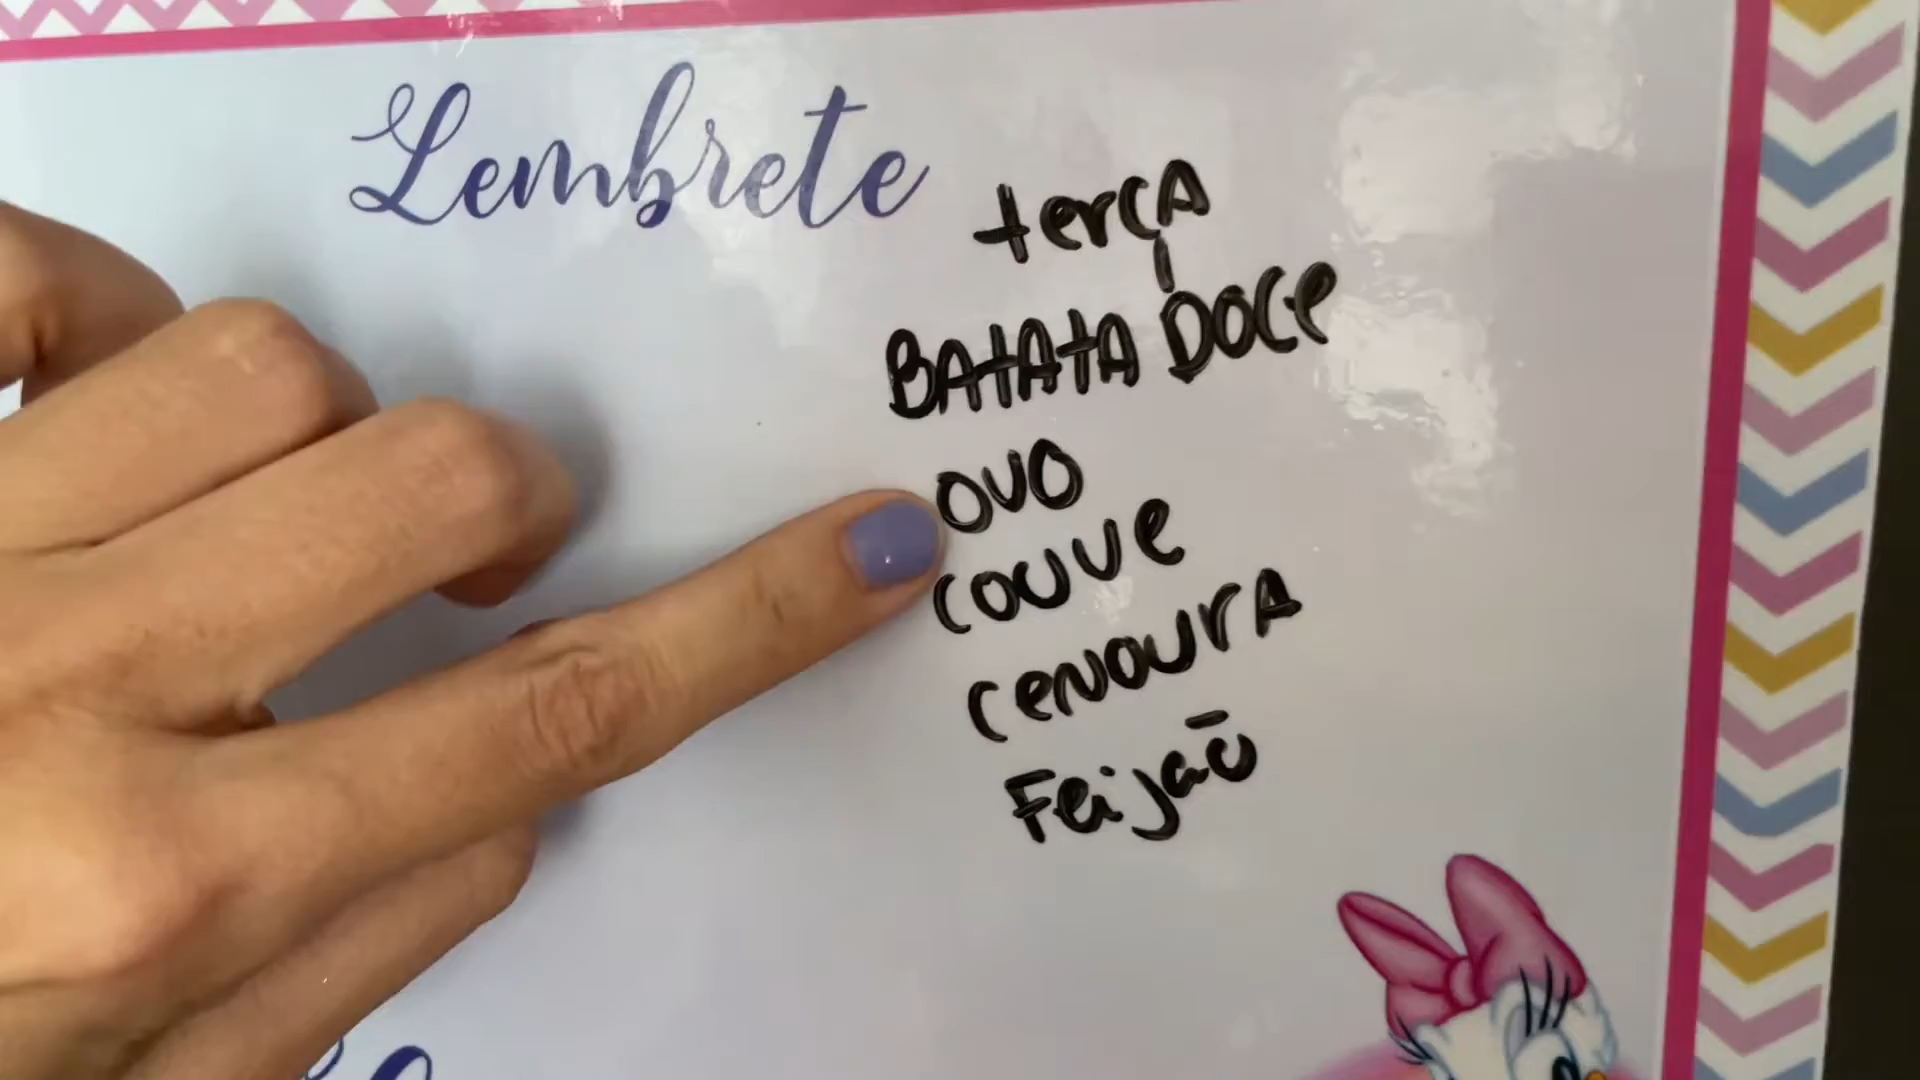 Lembrete
terça
BATATA DOCe
OVO
COUVe
CeNOUrA
Feijão